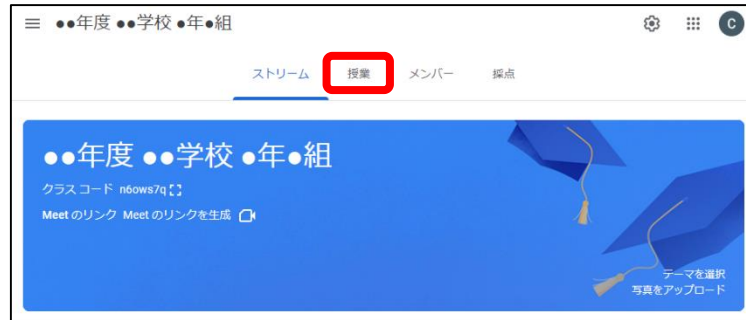 ●●年度 ●●学校 ●年●組
C
ストリーム 授業 メンバー 採点
●●年度 ●●学校 ●年●組
クラス コード n6ows7q
Meet のリンク Meet のリンクを生成
テーマを選択
写真をアップロード